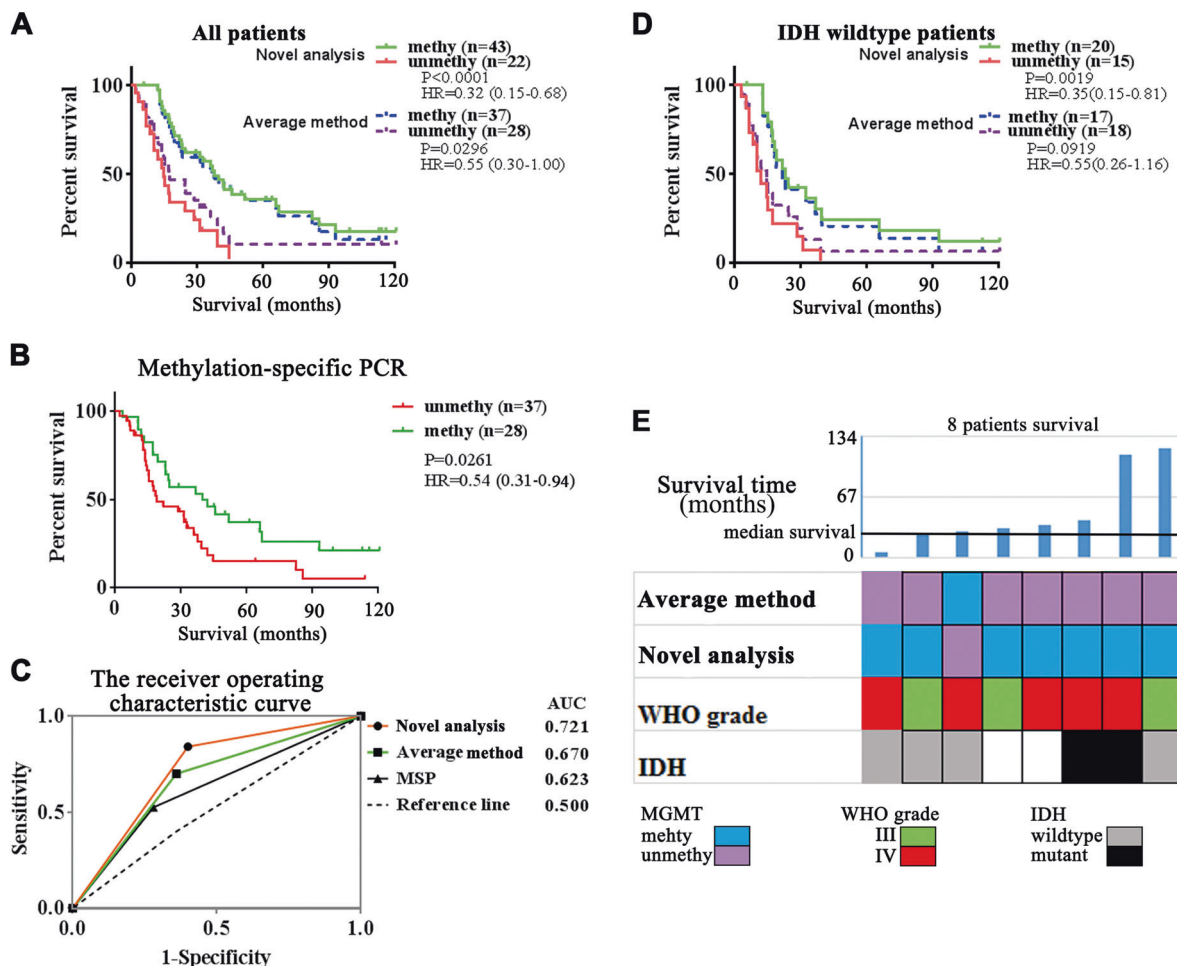 A
All patients
Novel analysis
methy (n=43)
unmethy (n=22)
P<0.0001
HR=0.32 (0.15-0.68)
Average method
methy (n=37)
unmethy (n=28)
P=0.0296
HR=0.55 (0.30-1.00)
Percent survival
100
50
0
0 30 60 90 120
Survival (months)
D
IDH wildtype patients
Novel analysis
methy (n=20)
unmethy (n=15)
P=0.0019
HR=0.35(0.15-0.81)
Average method
methy (n=17)
unmethy (n=18)
P=0.0919
HR=0.55(0.26-1.16)
Percent survival
100
50
0
0 30 60 90 120
Survival (months)
B
Methylation-specific PCR
unmethy (n=37)
methy (n=28)
P=0.0261
HR=0.54 (0.31-0.94)
Percent survival
100
50
0
0 30 60 90 120
Survival (months)
C
The receiver operating
characteristic curve
AUC
Novel analysis 0.721
Average method 0.670
MSP 0.623
Reference line 0.500
Sensitivity
1.0
0.5
0.0
0.0 0.5 1.0
1-Specificity
E
8 patients survival
Survival time
(months)
median survival
134
67
0
Average method
Novel analysis
WHO grade
IDH
MGMT
mehty
unmethy
WHO grade
III
IV
IDH
wildtype
mutant